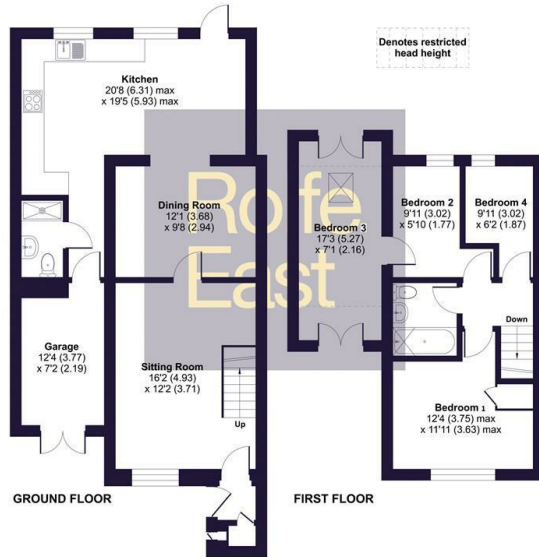 Denotes restricted
head height
Kitchen
20'8 (6.31) max
x 19'5 (5.93) max
Dining Room
12'1 (3.68)
x 9'8 (2.94)
Rolfe
East
Bedroom 3
17'3 (5.27)
x 7'1 (2.16)
Bedroom 2
9'11 (3.02)
x 5'10 (1.77)
Bedroom 4
9'11 (3.02)
x 6'2 (1.87)
Garage
12'4 (3.77)
x 7'2 (2.19)
Sitting Room
16'2 (4.93)
x 12'2 (3.71)
Up
Down
Bedroom 1
12'4 (3.75) max
x 11'11 (3.63) max
GROUND FLOOR
FIRST FLOOR